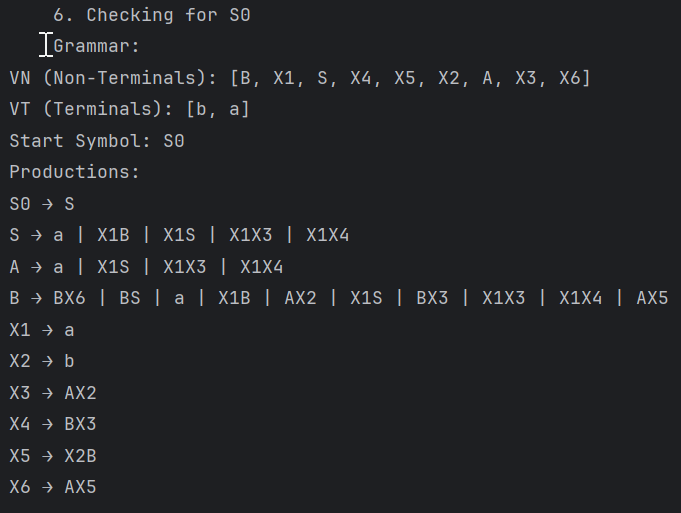 6. Checking for S0
Grammar:
VN (Non-Terminals): [B, X1, S, X4, X5, X2, A, X3, X6]
VT (Terminals): [b, a]
Start Symbol: S0
Productions:
S0 → S
S → a | X1B | X1S | X1X3 | X1X4
A → a | X1S | X1X3 | X1X4
B → BX6 | BS | a | X1B | AX2 | X1S | BX3 | X1X3 | X1X4 | AX5
X1 → a
X2 → b
X3 → AX2
X4 → BX3
X5 → X2B
X6 → AX5